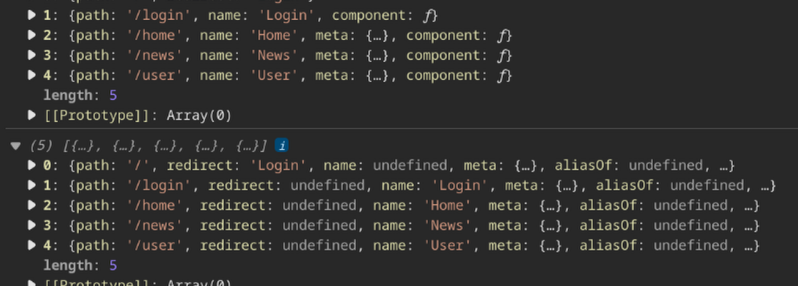 1: {path: '/login', name: 'Login', component: ƒ}
2: {path: '/home', name: 'Home', meta: {…}, component: ƒ}
3: {path: '/news', name: 'News', meta: {…}, component: ƒ}
4: {path: '/user', name: 'User', meta: {…}, component: ƒ}
length: 5
[[Prototype]]: Array(0)
(5) [{…}, {…}, {…}, {…}, {…}] i
0: {path: '/', redirect: 'Login', name: undefined, meta: {…}, aliasOf: undefined, …}
1: {path: '/login', redirect: undefined, name: 'Login', meta: {…}, aliasOf: undefined, …}
2: {path: '/home', redirect: undefined, name: 'Home', meta: {…}, aliasOf: undefined, …}
3: {path: '/news', redirect: undefined, name: 'News', meta: {…}, aliasOf: undefined, …}
4: {path: '/user', redirect: undefined, name: 'User', meta: {…}, aliasOf: undefined, …}
length: 5
[[Prototype]]: Array(0)